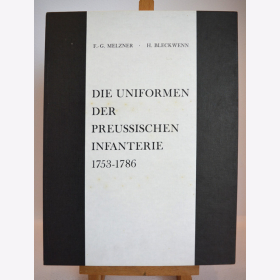 E. G. MELZNER · H. BLECKWENN
DIE UNIFORMEN
DER
PREUSSISCHEN
INFANTERIE
1753-1786